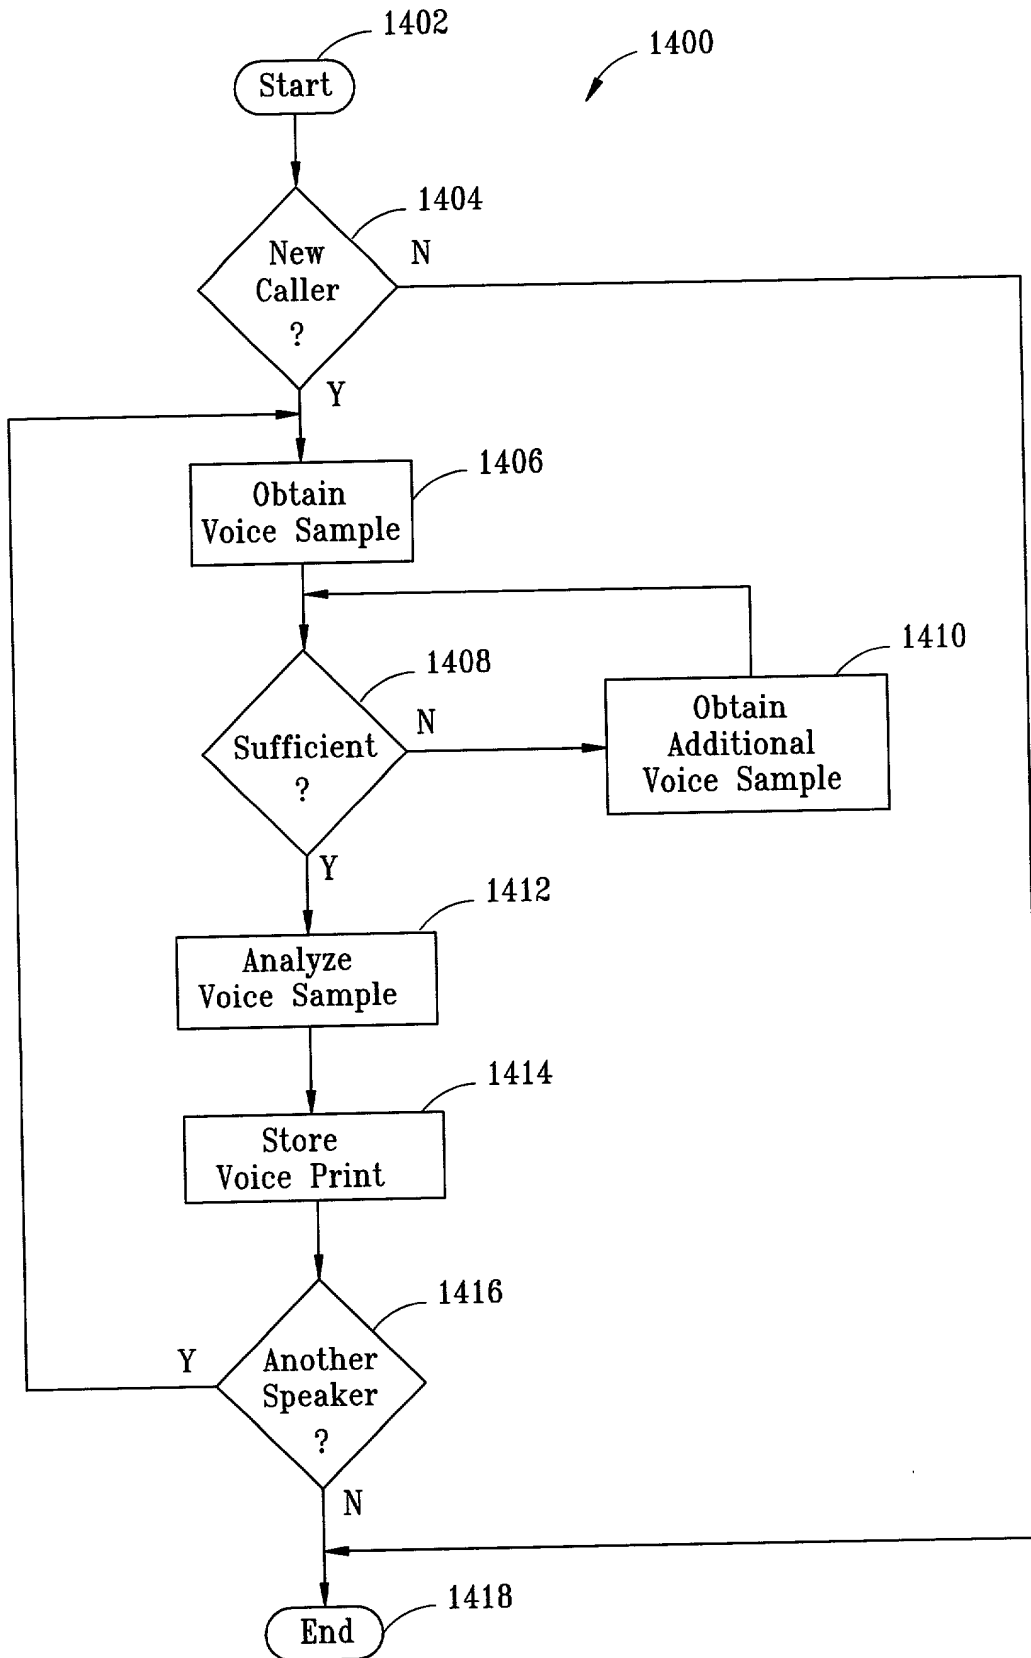 1402
Start
1400
1404
New
Caller
?
N
Y
1406
Obtain
Voice Sample
1408
Sufficient
?
N
1410
Obtain
Additional
Voice Sample
Y
1412
Analyze
Voice Sample
1414
Store
Voice Print
1416
Another
Speaker
?
Y
N
1418
End